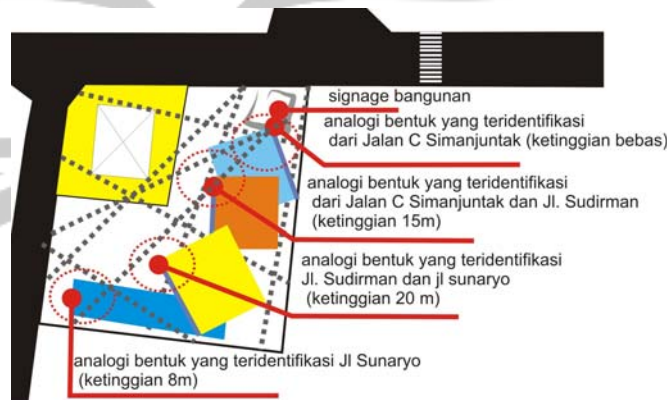 signage bangunan
analogi bentuk yang teridentifikasi
dari Jalan C Simanjuntak (ketinggian bebas)
analogi bentuk yang teridentifikasi
dari Jalan C Simanjuntak dan Jl. Sudirman
(ketinggian 15m)
analogi bentuk yang teridentifikasi
Jl. Sudirman dan jl sunaryo
(ketinggian 20 m)
analogi bentuk yang teridentifikasi Jl Sunaryo
(ketinggian 8m)